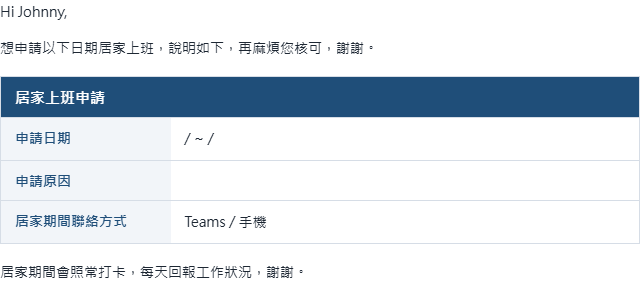 Hi Johnny,
想申請以下日期居家上班，說明如下，再麻煩您核可，謝謝。
居家上班申請
申請日期 / ~ /
申請原因
居家期間聯絡方式 Teams / 手機
居家期間會照常打卡，每天回報工作狀況，謝謝。